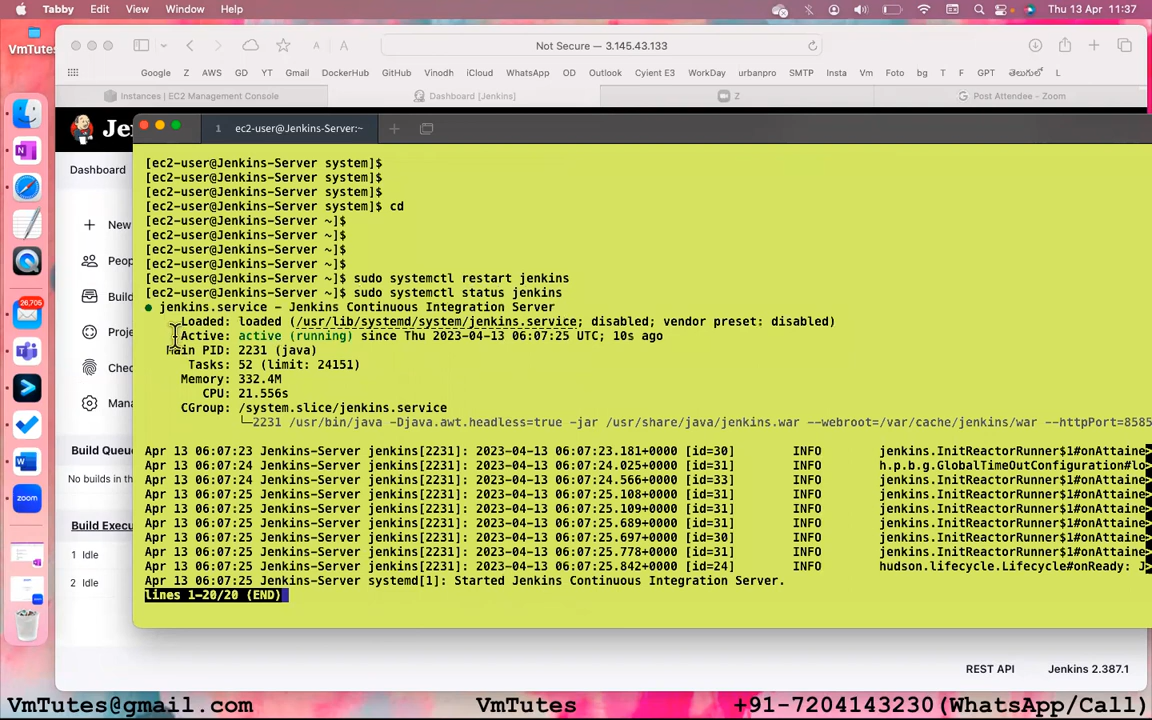 Tabby Edit View Window Help Thu 13 Apr 11:37
VmTutes
Not Secure — 3.145.43.133
Google Z AWS GD YT Gmail DockerHub GitHub Vinodh iCloud WhatsApp OD Outlook Cyient E3 WorkDay urbanpro SMTP Insta Vm Foto bg T F GPT తెలుగో L
Instances | EC2 Management Console
Dashboard [Jenkins]
Z
Post Attendee - Zoom
Je
1 ec2-user@Jenkins-Server:~
Dashboard
New
Peop
Build
Proje
Chec
Mana
Build Queu
No builds in th
Build Execu
1 Idle
2 Idle
26,705
zoom
[ec2-user@Jenkins-Server system]$
[ec2-user@Jenkins-Server system]$
[ec2-user@Jenkins-Server system]$
[ec2-user@Jenkins-Server system]$ cd
[ec2-user@Jenkins-Server ~]$
[ec2-user@Jenkins-Server ~]$
[ec2-user@Jenkins-Server ~]$
[ec2-user@Jenkins-Server ~]$
[ec2-user@Jenkins-Server ~]$ sudo systemctl restart jenkins
[ec2-user@Jenkins-Server ~]$ sudo systemctl status jenkins
● jenkins.service - Jenkins Continuous Integration Server
Loaded: loaded (/usr/lib/systemd/system/jenkins.service; disabled; vendor preset: disabled)
Active: active (running) since Thu 2023-04-13 06:07:25 UTC; 10s ago
Main PID: 2231 (java)
Tasks: 52 (limit: 24151)
Memory: 332.4M
CPU: 21.556s
CGroup: /system.slice/jenkins.service
└─2231 /usr/bin/java -Djava.awt.headless=true -jar /usr/share/java/jenkins.war --webroot=/var/cache/jenkins/war --httpPort=8585
Apr 13 06:07:23 Jenkins-Server jenkins[2231]: 2023-04-13 06:07:23.181+0000 [id=30] INFO jenkins.InitReactorRunner$1#onAttaine>
Apr 13 06:07:24 Jenkins-Server jenkins[2231]: 2023-04-13 06:07:24.025+0000 [id=31] INFO h.p.b.g.GlobalTimeOutConfiguration#lo>
Apr 13 06:07:24 Jenkins-Server jenkins[2231]: 2023-04-13 06:07:24.566+0000 [id=33] INFO jenkins.InitReactorRunner$1#onAttaine>
Apr 13 06:07:25 Jenkins-Server jenkins[2231]: 2023-04-13 06:07:25.108+0000 [id=31] INFO jenkins.InitReactorRunner$1#onAttaine>
Apr 13 06:07:25 Jenkins-Server jenkins[2231]: 2023-04-13 06:07:25.109+0000 [id=31] INFO jenkins.InitReactorRunner$1#onAttaine>
Apr 13 06:07:25 Jenkins-Server jenkins[2231]: 2023-04-13 06:07:25.689+0000 [id=31] INFO jenkins.InitReactorRunner$1#onAttaine>
Apr 13 06:07:25 Jenkins-Server jenkins[2231]: 2023-04-13 06:07:25.697+0000 [id=30] INFO jenkins.InitReactorRunner$1#onAttaine>
Apr 13 06:07:25 Jenkins-Server jenkins[2231]: 2023-04-13 06:07:25.778+0000 [id=31] INFO jenkins.InitReactorRunner$1#onAttaine>
Apr 13 06:07:25 Jenkins-Server jenkins[2231]: 2023-04-13 06:07:25.842+0000 [id=24] INFO hudson.lifecycle.Lifecycle#onReady: J>
Apr 13 06:07:25 Jenkins-Server systemd[1]: Started Jenkins Continuous Integration Server.
lines 1-20/20 (END)
REST API Jenkins 2.387.1
VmTutes@gmail.com VmTutes +91-7204143230(WhatsApp/Call)